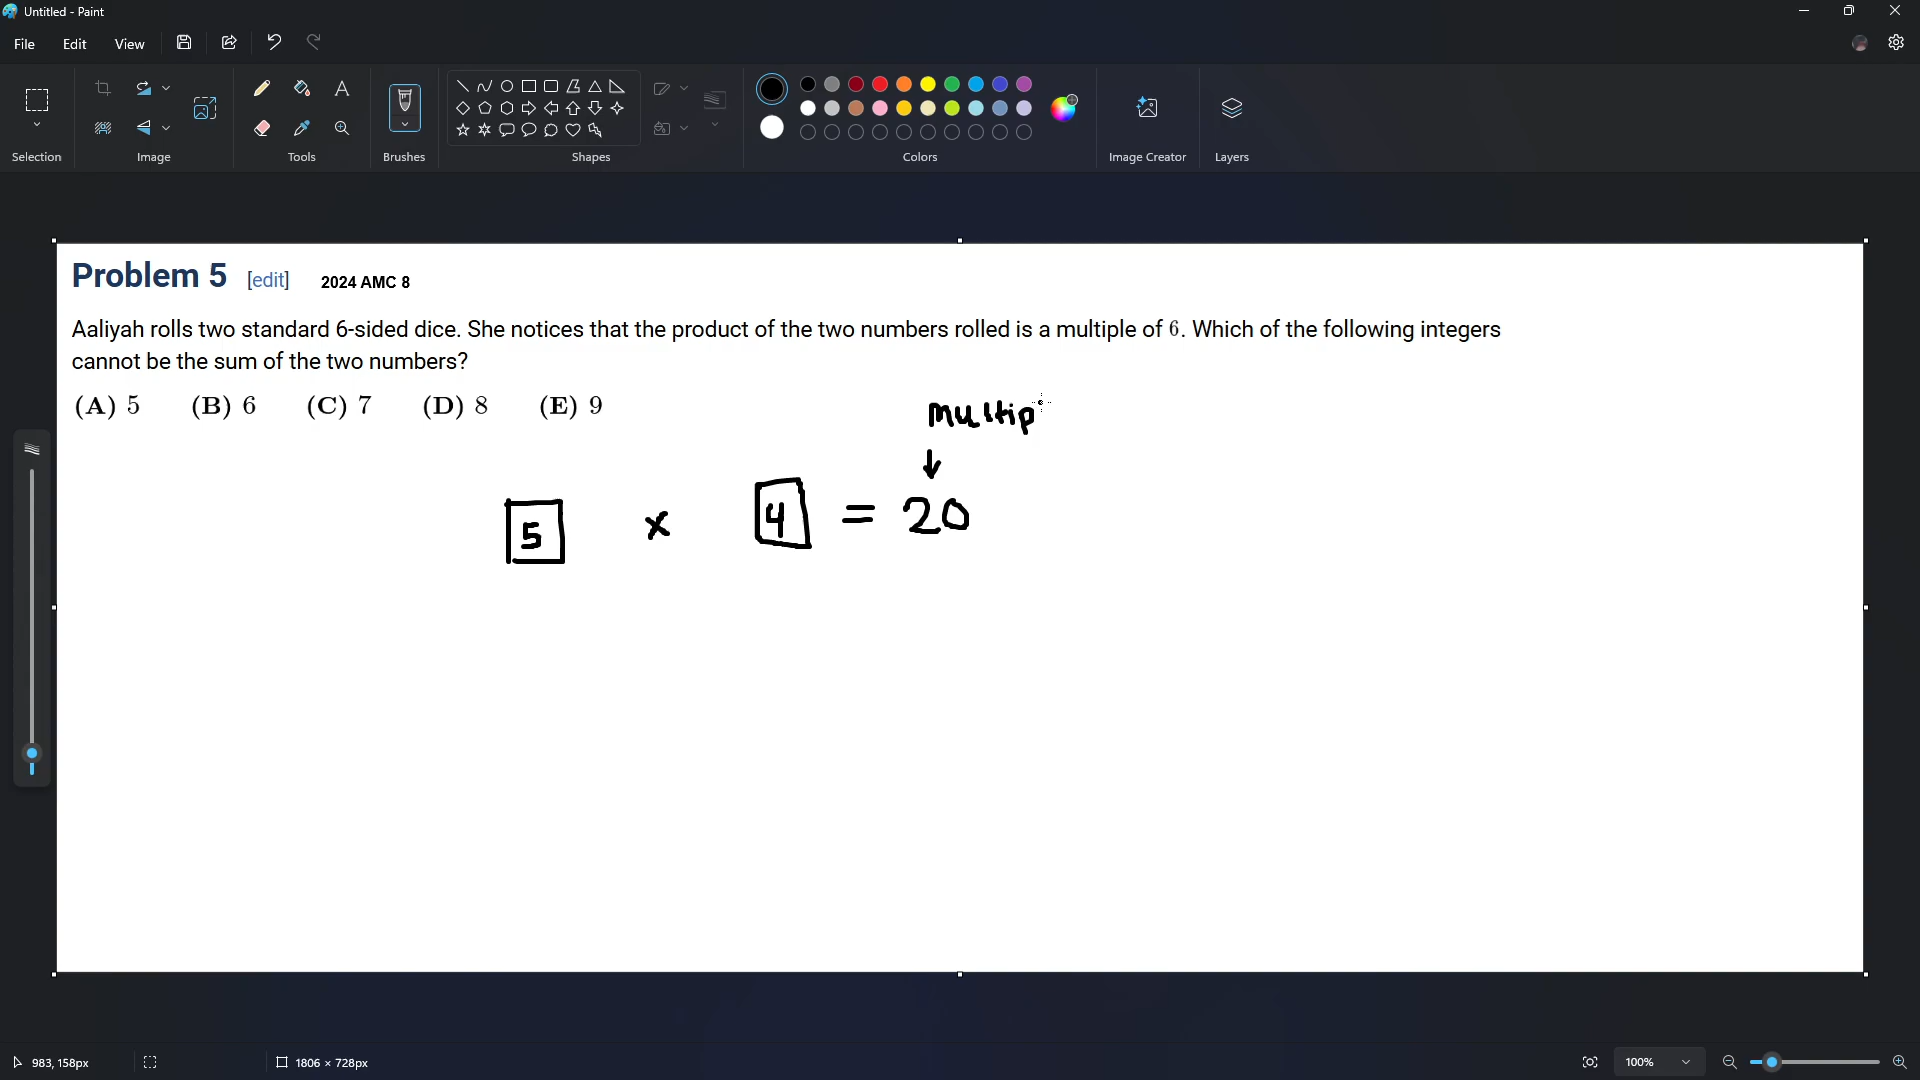 Untitled - Paint
File Edit View
Selection Image Tools Brushes Shapes Colors Image Creator Layers
Problem 5 [edit] 2024 AMC 8
Aaliyah rolls two standard 6-sided dice. She notices that the product of the two numbers rolled is a multiple of 6. Which of the following integers
cannot be the sum of the two numbers?
(A) 5 (B) 6 (C) 7 (D) 8 (E) 9
multip
5 x 4 = 20
983, 158px 1806 × 728px 100%